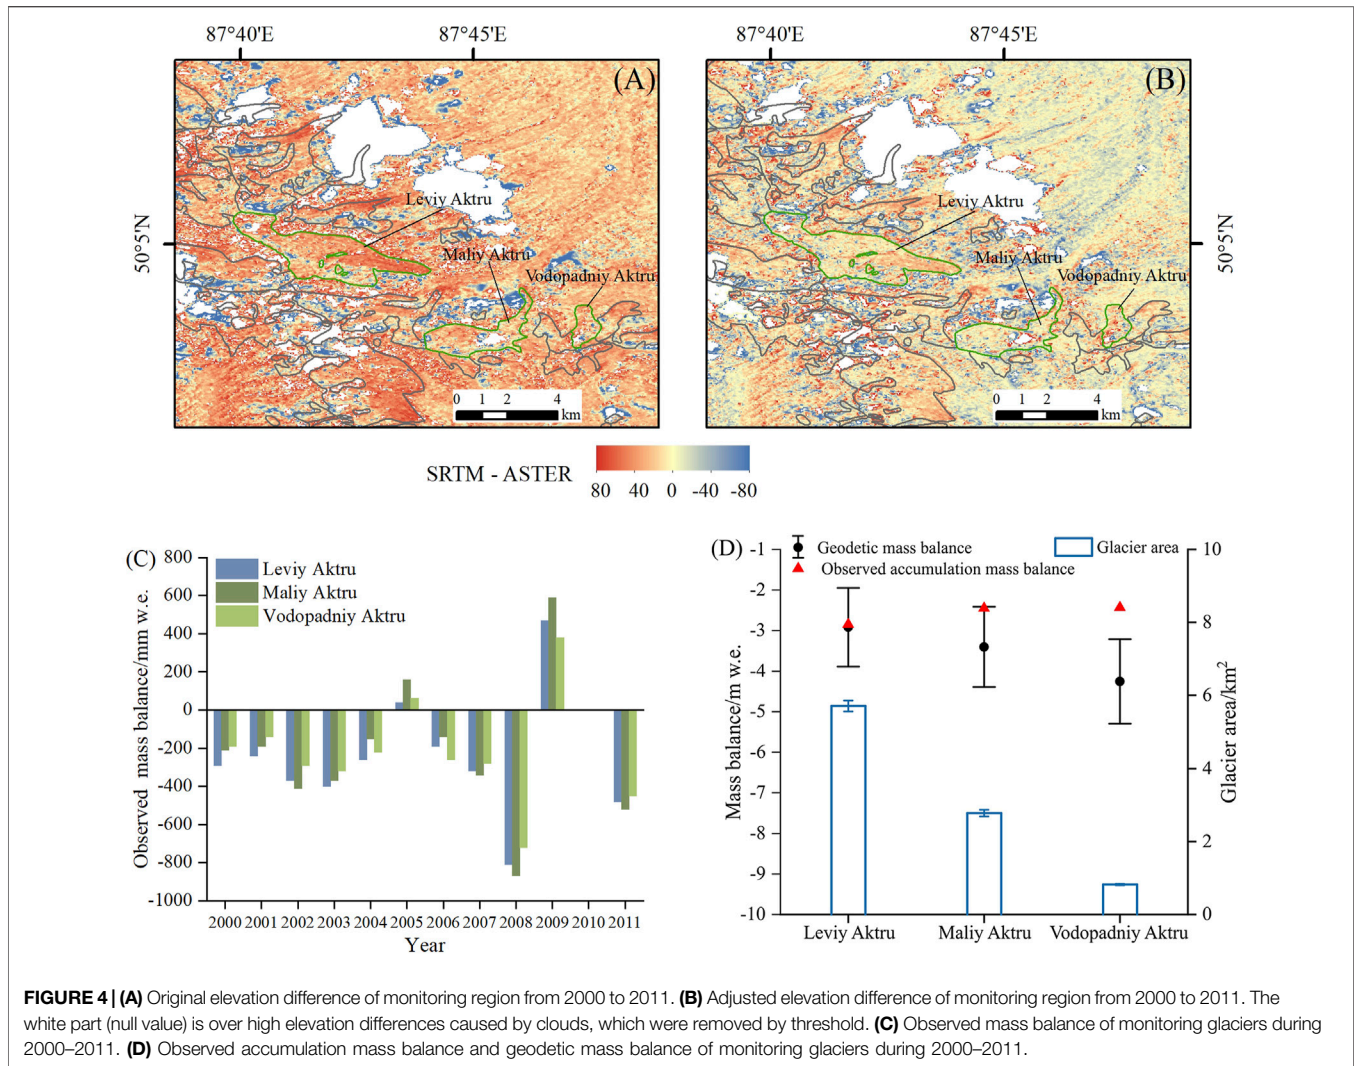 87°40'E
87°45'E
87°40'E
87°45'E
(A)
(B)
Leviy Aktru
Leviy Aktru
50°5'N
50°5'N
Maliy Aktru
Maliy Aktru
Vodopadniy Aktru
Vodopadniy Aktru
0 1 2 4
km
0 1 2 4
km
SRTM - ASTER
80 40 0 -40 -80
(C)
800
600
400
200
0
-200
-400
-600
-800
-1000
Observed mass balance/mm w.e.
Leviy Aktru
Maliy Aktru
Vodopadniy Aktru
2000 2001 2002 2003 2004 2005 2006 2007 2008 2009 2010 2011
Year
(D)
-1
-2
-3
-4
-5
-6
-7
-8
-9
-10
Mass balance/m w.e.
Geodetic mass balance
Glacier area
Observed accumulation mass balance
10
8
6
4
2
0
Glacier area/km²
Leviy Aktru Maliy Aktru Vodopadniy Aktru
FIGURE 4 | (A) Original elevation difference of monitoring region from 2000 to 2011. (B) Adjusted elevation difference of monitoring region from 2000 to 2011. The
white part (null value) is over high elevation differences caused by clouds, which were removed by threshold. (C) Observed mass balance of monitoring glaciers during
2000–2011. (D) Observed accumulation mass balance and geodetic mass balance of monitoring glaciers during 2000–2011.